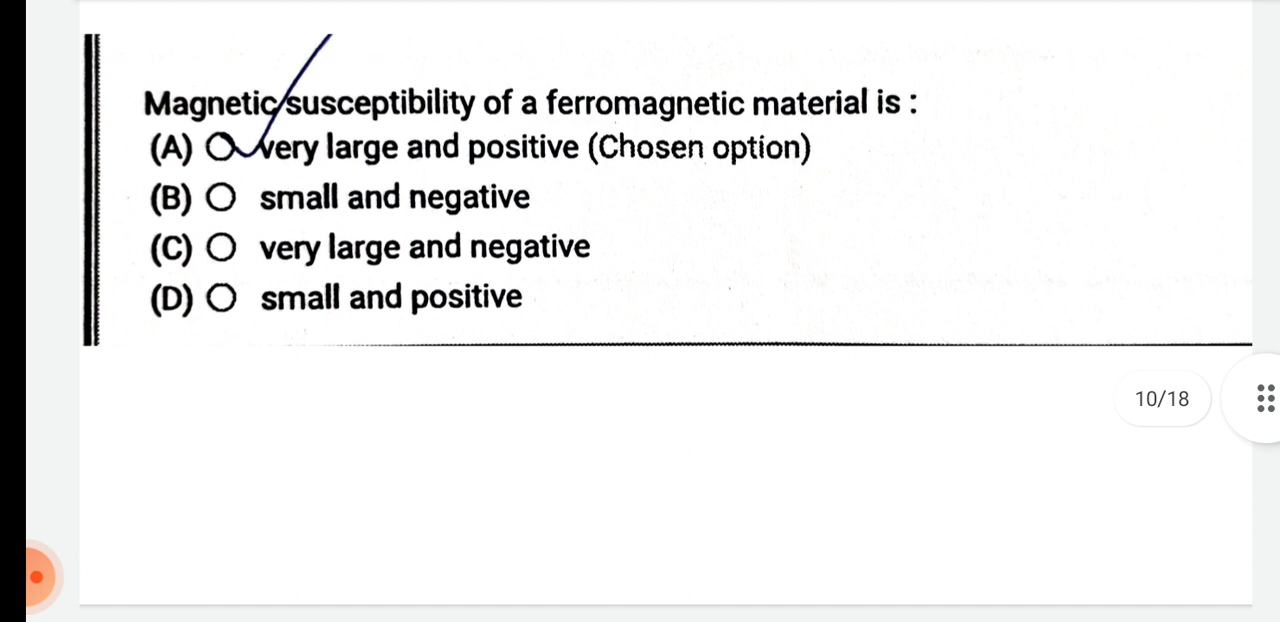 Magnetic susceptibility of a ferromagnetic material is :
(A) O very large and positive (Chosen option)
(B) O small and negative
(C) O very large and negative
(D) O small and positive
10/18